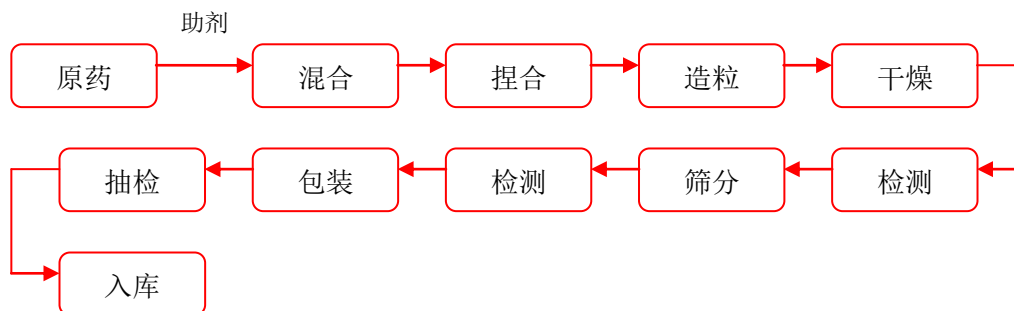 助剂
原药 混合 捏合 造粒 干燥
抽检 包装 检测 筛分 检测
入库